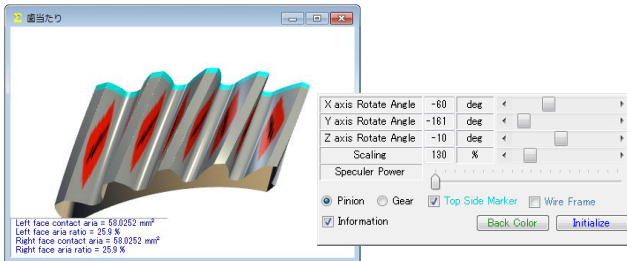 歯当たり
Left face contact aria = 58.0252 mm²
Left face aria ratio = 25.9 %
Right face contact aria = 58.0252 mm²
Right face aria ratio = 25.9 %
X axis Rotate Angle -60 deg
Y axis Rotate Angle -161 deg
Z axis Rotate Angle -10 deg
Scaling 130 %
Speculer Power
Pinion Gear Top Side Marker Wire Frame
Information Back Color Initialize